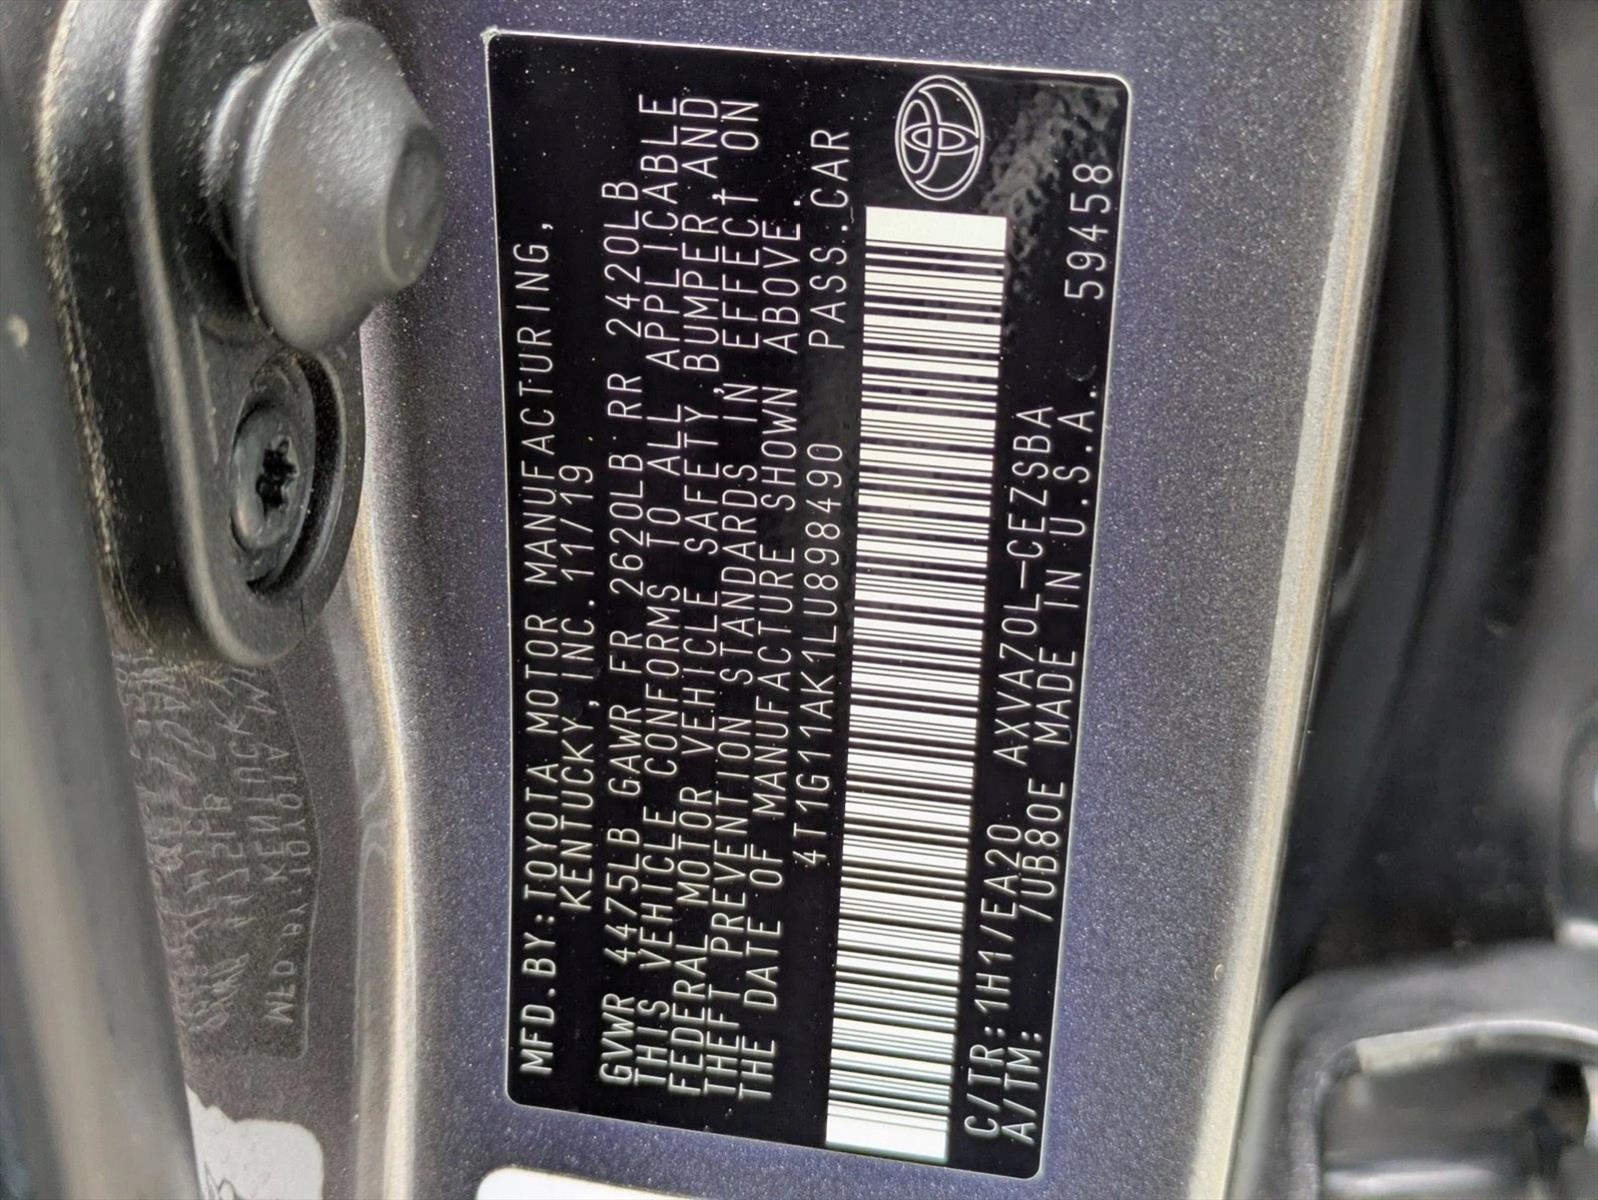 MFD.BY:TOYOTA MOTOR MANUFACTURING,
KENTUCKY,INC. 11/19
GVWR 4475LB GAWR FR 2620LB RR 2420LB
THIS VEHICLE CONFORMS TO ALL APPLICABLE
FEDERAL MOTOR VEHICLE SAFETY,BUMPER,AND
THEFT PREVENTION STANDARDS IN EFFECT ON
THE DATE OF MANUFACTURE SHOWN ABOVE.
4T1G11AK1LU898490 PASS.CAR
C/TR:1H1/EA20 AXVA70L-CEZSBA 59458
A/TM: /UB80E MADE IN U.S.A.